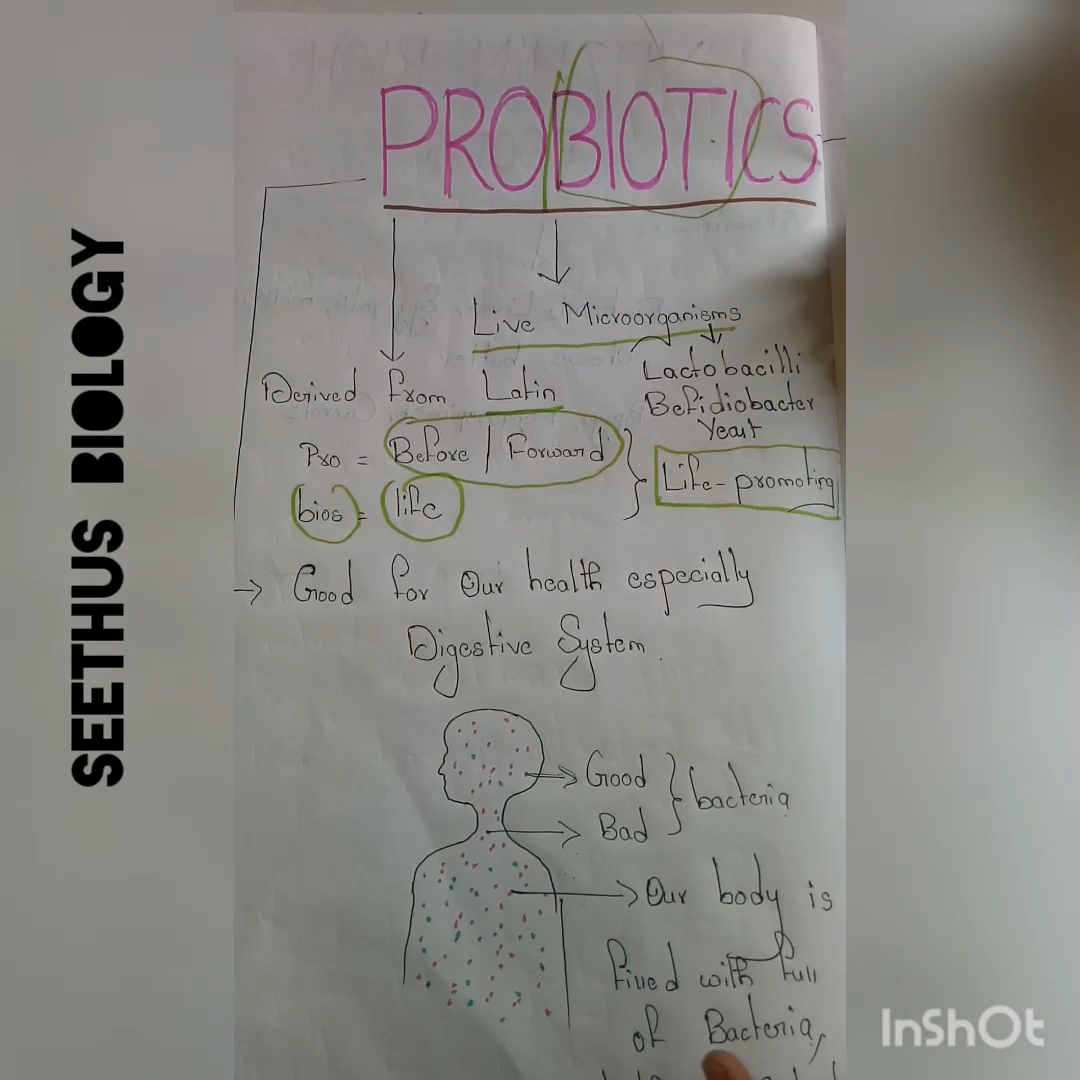 SEETHUS BIOLOGY
PROBIOTICS
Live Microorganisms
Lactobacilli
Befidiobacter
Yeast
Derived from Latin
Pro = Before / Forward
bios = life
Life-promoting
→ Good for Our health especially
Digestive System.
Good
Bad
bacteria
Our body is
with full
of Bacteria,
InShOt